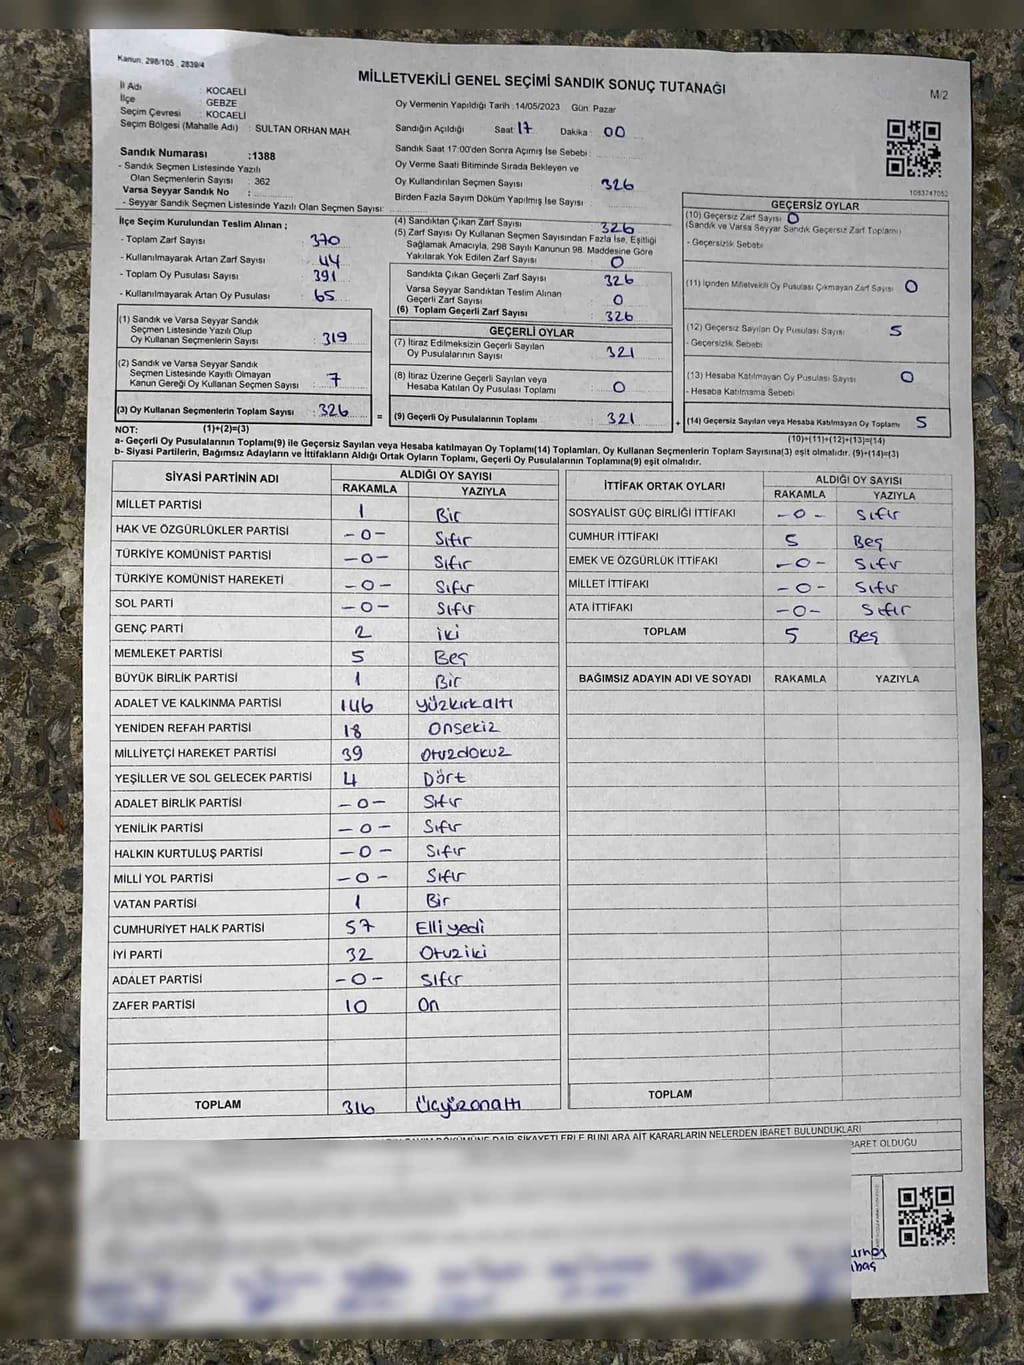 Kanun: 298/105 , 2839/4
MİLLETVEKİLİ GENEL SEÇİMİ SANDIK SONUÇ TUTANAĞI
M/2
İl Adı : KOCAELİ
İlçe : GEBZE
Seçim Çevresi : KOCAELİ
Seçim Bölgesi (Mahalle Adı) : SULTAN ORHAN MAH.
Sandık Numarası :1388
- Sandık Seçmen Listesinde Yazılı
Olan Seçmenlerin Sayısı : 362
Varsa Seyyar Sandık No :
- Seyyar Sandık Seçmen Listesinde Yazılı Olan Seçmen Sayısı:
Oy Vermenin Yapıldığı Tarih : 14/05/2023 Gün Pazar
Sandığın Açıldığı Saat : 17 Dakika : 00
Sandık Saat 17:00'den Sonra Açılmış İse Sebebi :
Oy Verme Saati Bitiminde Sırada Bekleyen ve
Oy Kullandırılan Seçmen Sayısı 326
Birden Fazla Sayım Döküm Yapılmış İse Sayısı :
1083747052
İlçe Seçim Kurulundan Teslim Alınan ;
- Toplam Zarf Sayısı : 370
- Kullanılmayarak Artan Zarf Sayısı : 44
- Toplam Oy Pusulası Sayısı : 391
- Kullanılmayarak Artan Oy Pusulası : 65
(1) Sandık ve Varsa Seyyar Sandık
Seçmen Listesinde Yazılı Olup
Oy Kullanan Seçmenlerin Sayısı : 319
(2) Sandık ve Varsa Seyyar Sandık
Seçmen Listesinde Kayıtlı Olmayan
Kanun Gereği Oy Kullanan Seçmen Sayısı : 7
(3) Oy Kullanan Seçmenlerin Toplam Sayısı : 326
(4) Sandıktan Çıkan Zarf Sayısı 326
(5) Zarf Sayısı Oy Kullanan Seçmen Sayısından Fazla İse, Eşitliği
Sağlamak Amacıyla, 298 Sayılı Kanunun 98. Maddesine Göre
Yakılarak Yok Edilen Zarf Sayısı 0
Sandıkta Çıkan Geçerli Zarf Sayısı 326
Varsa Seyyar Sandıktan Teslim Alınan
Geçerli Zarf Sayısı 0
(6) Toplam Geçerli Zarf Sayısı 326
GEÇERLİ OYLAR
(7) İtiraz Edilmeksizin Geçerli Sayılan
Oy Pusulalarının Sayısı 321
(8) İtiraz Üzerine Geçerli Sayılan veya
Hesaba Katılan Oy Pusulası Toplamı 0
= (9) Geçerli Oy Pusulalarının Toplamı 321
GEÇERSİZ OYLAR
(10) Geçersiz Zarf Sayısı 0
(Sandık ve Varsa Seyyar Sandık Geçersiz Zarf Toplamı)
- Geçersizlik Sebebi
(11) İçinden Milletvekili Oy Pusulası Çıkmayan Zarf Sayısı 0
(12) Geçersiz Sayılan Oy Pusulası Sayısı 5
- Geçersizlik Sebebi
(13) Hesaba Katılmayan Oy Pusulası Sayısı 0
- Hesaba Katılmama Sebebi
+ (14) Geçersiz Sayılan veya Hesaba Katılmayan Oy Toplamı 5
NOT: (1)+(2)=(3)
(10)+(11)+(12)+(13)=(14)
a- Geçerli Oy Pusulalarının Toplamı(9) ile Geçersiz Sayılan veya Hesaba katılmayan Oy Toplamı(14) Toplamları, Oy Kullanan Seçmenlerin Toplam Sayısına(3) eşit olmalıdır. (9)+(14)=(3)
b- Siyasi Partilerin, Bağımsız Adayların ve İttifakların Aldığı Ortak Oyların Toplamı, Geçerli Oy Pusulalarının Toplamına(9) eşit olmalıdır.
SİYASİ PARTİNİN ADI
ALDIĞI OY SAYISI
RAKAMLA YAZIYLA
MİLLET PARTİSİ 1 Bir
HAK VE ÖZGÜRLÜKLER PARTİSİ -0- Sıfır
TÜRKİYE KOMÜNİST PARTİSİ -0- Sıfır
TÜRKİYE KOMÜNİST HAREKETİ -0- Sıfır
SOL PARTİ -0- Sıfır
GENÇ PARTİ 2 iki
MEMLEKET PARTİSİ 5 Beş
BÜYÜK BİRLİK PARTİSİ 1 Bir
ADALET VE KALKINMA PARTİSİ 146 yüzkırkaltı
YENİDEN REFAH PARTİSİ 18 onsekiz
MİLLİYETÇİ HAREKET PARTİSİ 39 otuzdokuz
YEŞİLLER VE SOL GELECEK PARTİSİ 4 Dört
ADALET BİRLİK PARTİSİ -0- Sıfır
YENİLİK PARTİSİ -0- Sıfır
HALKIN KURTULUŞ PARTİSİ -0- Sıfır
MİLLİ YOL PARTİSİ -0- Sıfır
VATAN PARTİSİ 1 Bir
CUMHURİYET HALK PARTİSİ 57 Elliyedi
İYİ PARTİ 32 Otuziki
ADALET PARTİSİ -0- Sıfır
ZAFER PARTİSİ 10 On
TOPLAM 316 Üçyüzonaltı
İTTİFAK ORTAK OYLARI
ALDIĞI OY SAYISI
RAKAMLA YAZIYLA
SOSYALİST GÜÇ BİRLİĞİ İTTİFAKI -0- Sıfır
CUMHUR İTTİFAKI 5 Beş
EMEK VE ÖZGÜRLÜK İTTİFAKI -0- Sıfır
MİLLET İTTİFAKI -0- Sıfır
ATA İTTİFAKI -0- Sıfır
TOPLAM 5 Beş
BAĞIMSIZ ADAYIN ADI VE SOYADI RAKAMLA YAZIYLA
TOPLAM
DÖKÜMÜNE DAİR ŞİKAYETLERLE BUNLARA AİT KARARLARIN NELERDEN İBARET BULUNDUKLARI
BARET OLDUĞU